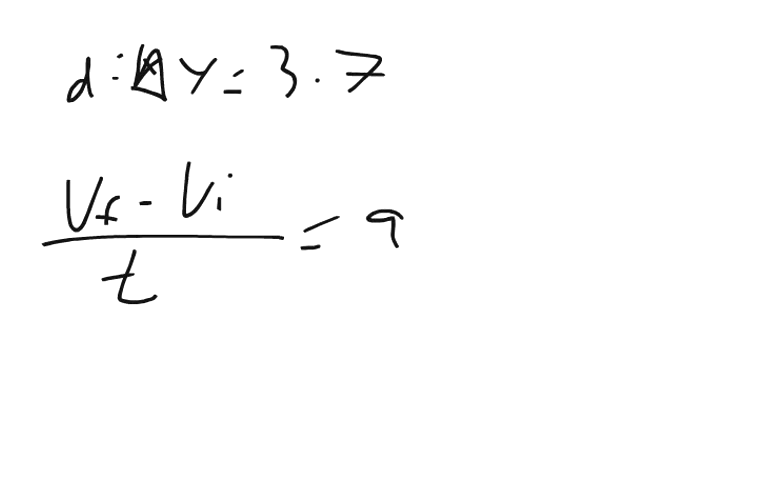 d : Δy = 3.7
Vf - Vi
t
= a